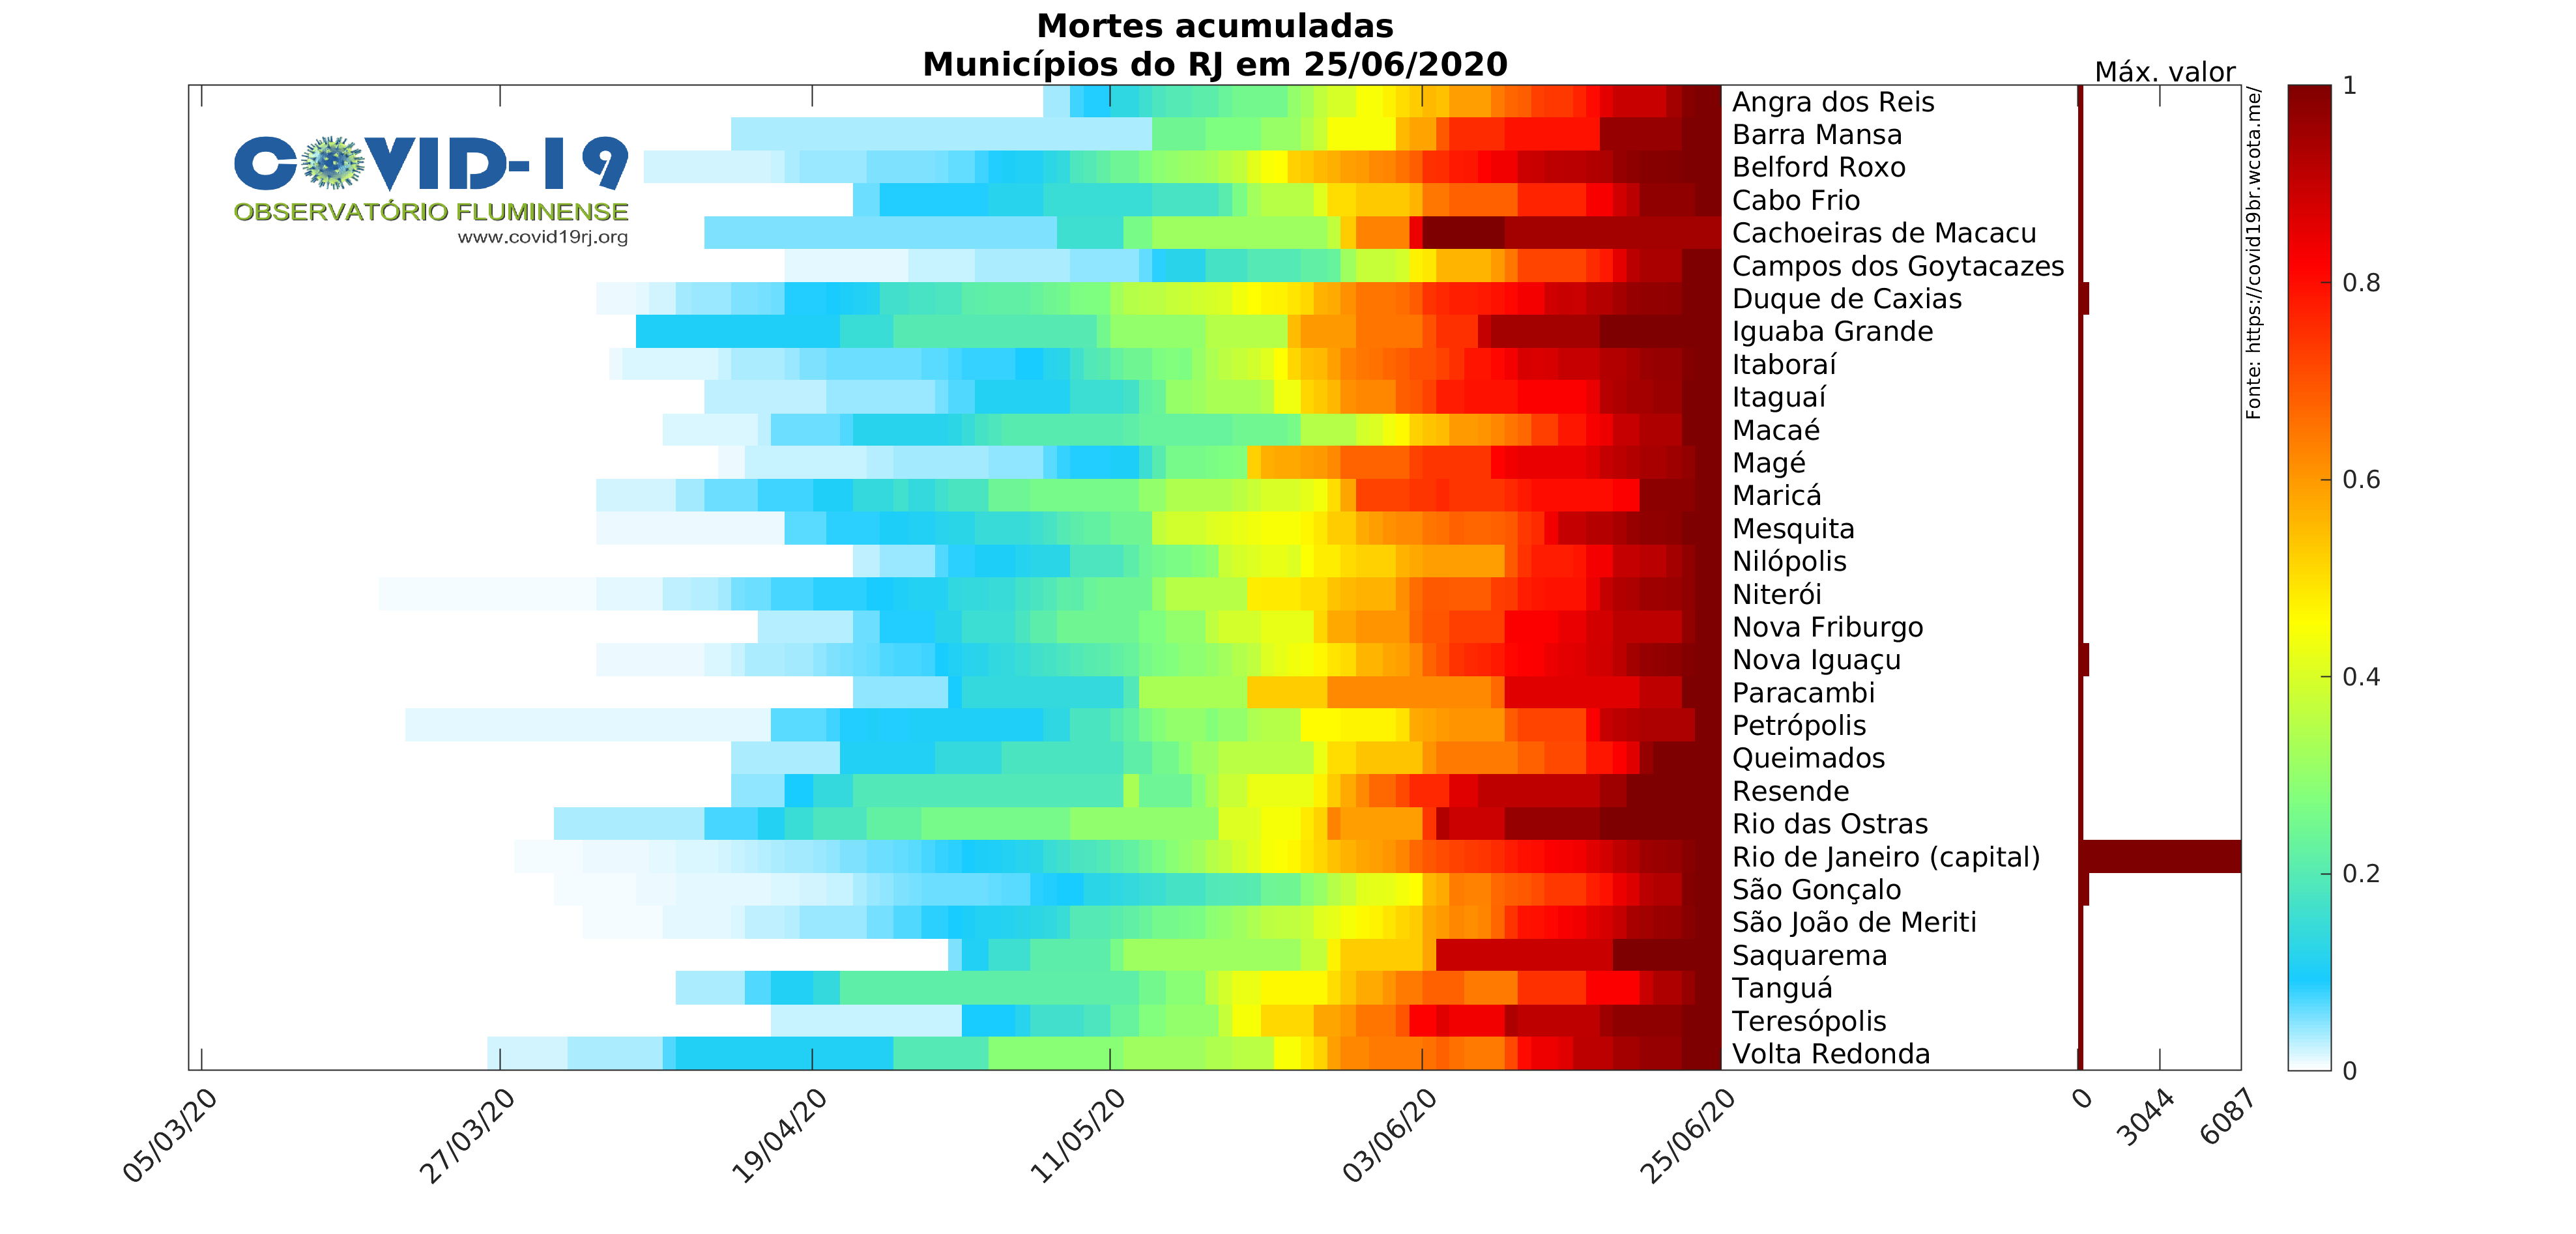 Mortes acumuladas
Municípios do RJ em 25/06/2020
Máx. valor
COVID-19
OBSERVATÓRIO FLUMINENSE
www.covid19rj.org
Angra dos Reis
Barra Mansa
Belford Roxo
Cabo Frio
Cachoeiras de Macacu
Campos dos Goytacazes
Duque de Caxias
Iguaba Grande
Itaboraí
Itaguaí
Macaé
Magé
Maricá
Mesquita
Nilópolis
Niterói
Nova Friburgo
Nova Iguaçu
Paracambi
Petrópolis
Queimados
Resende
Rio das Ostras
Rio de Janeiro (capital)
São Gonçalo
São João de Meriti
Saquarema
Tanguá
Teresópolis
Volta Redonda
Fonte: https://covid19br.wcota.me/
1
0.8
0.6
0.4
0.2
0
05/03/20
27/03/20
19/04/20
11/05/20
03/06/20
25/06/20
0
3044
6087